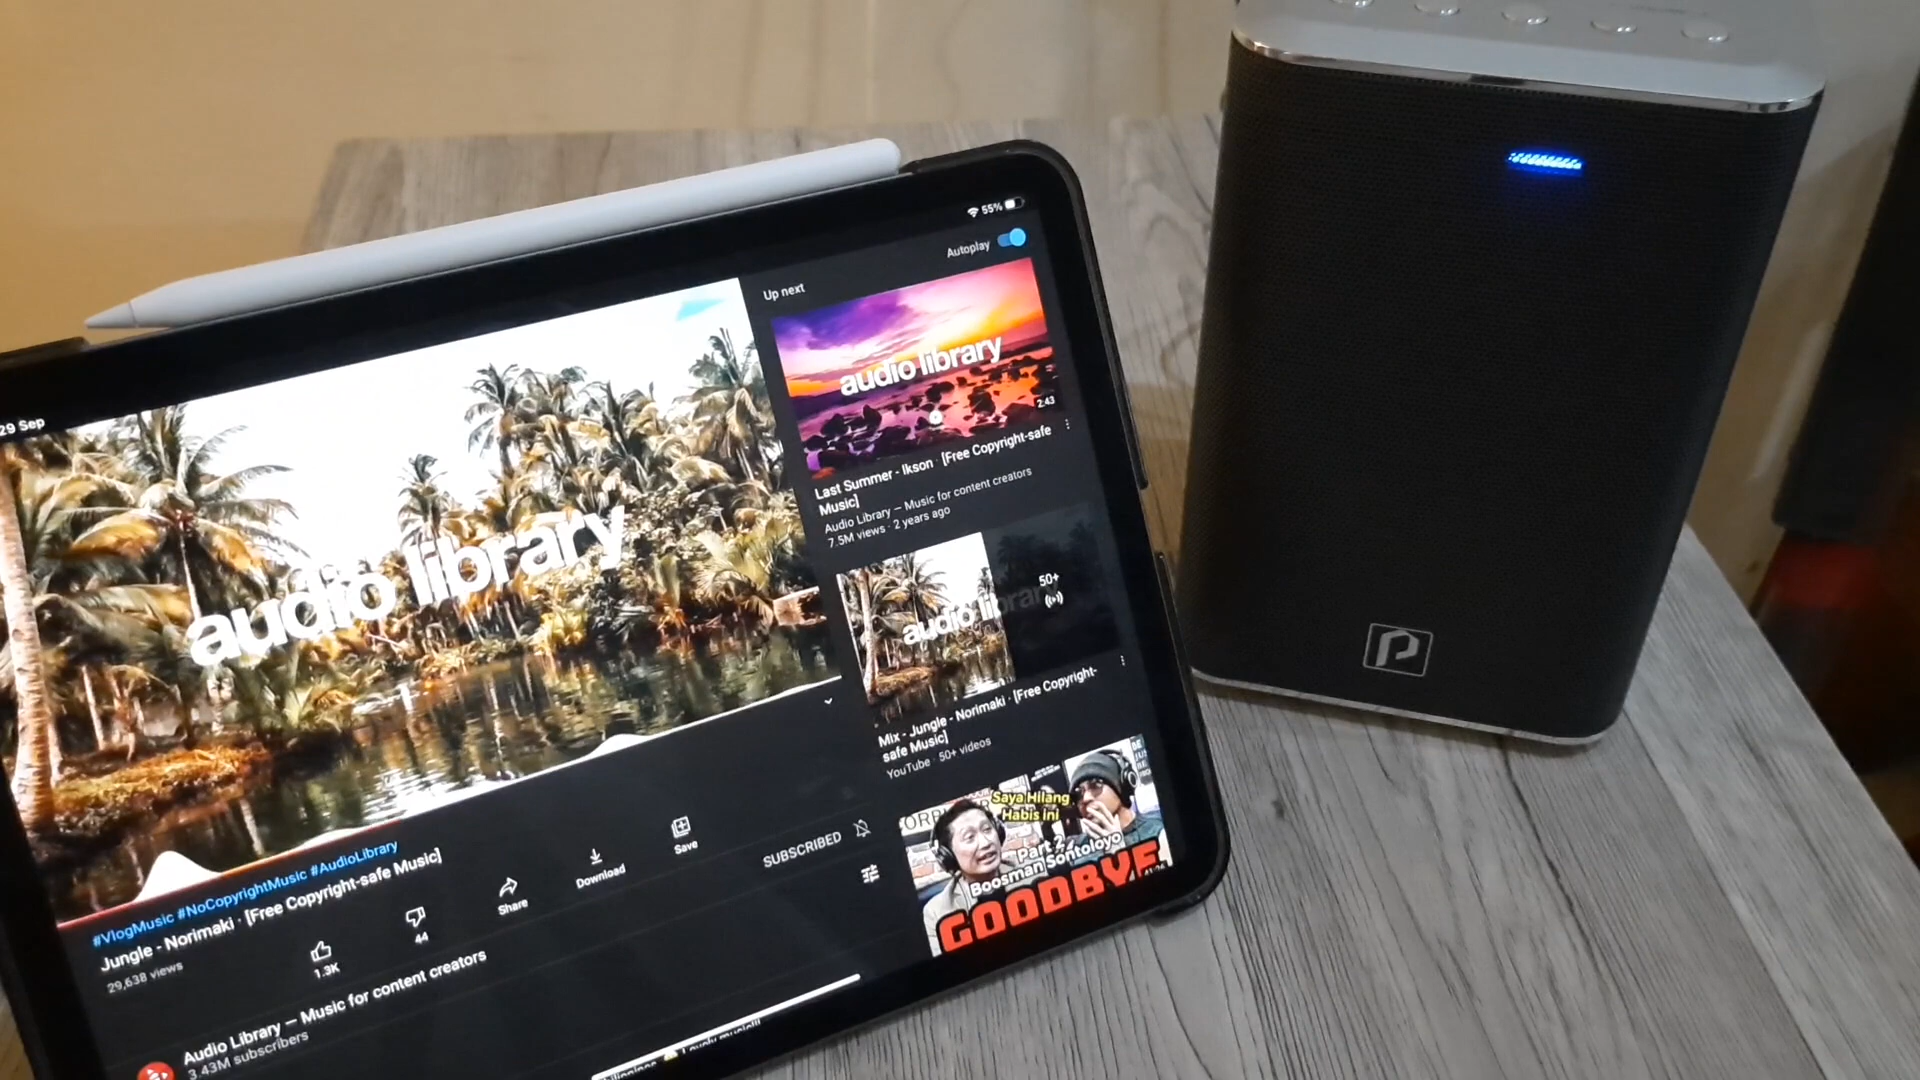 29 Sep
55%
Autoplay
Up next
audio library
2:43
Last Summer - Ikson · [Free Copyright-safe
Music]
Audio Library — Music for content creators
7.5M views · 2 years ago
audio library
50+
audio library
Mix - Jungle - Norimaki · [Free Copyright-
safe Music]
YouTube · 50+ videos
Saya Hilang
Habis ini
Part 2
Boosman Sontoloyo
GOODBYE
#VlogMusic #NoCopyrightMusic #AudioLibrary
Jungle - Norimaki · [Free Copyright-safe Music]
29,638 views
1.3K
44
Share
Download
Save
SUBSCRIBED
Audio Library — Music for content creators
3.43M subscribers
Lovely music!!!
P